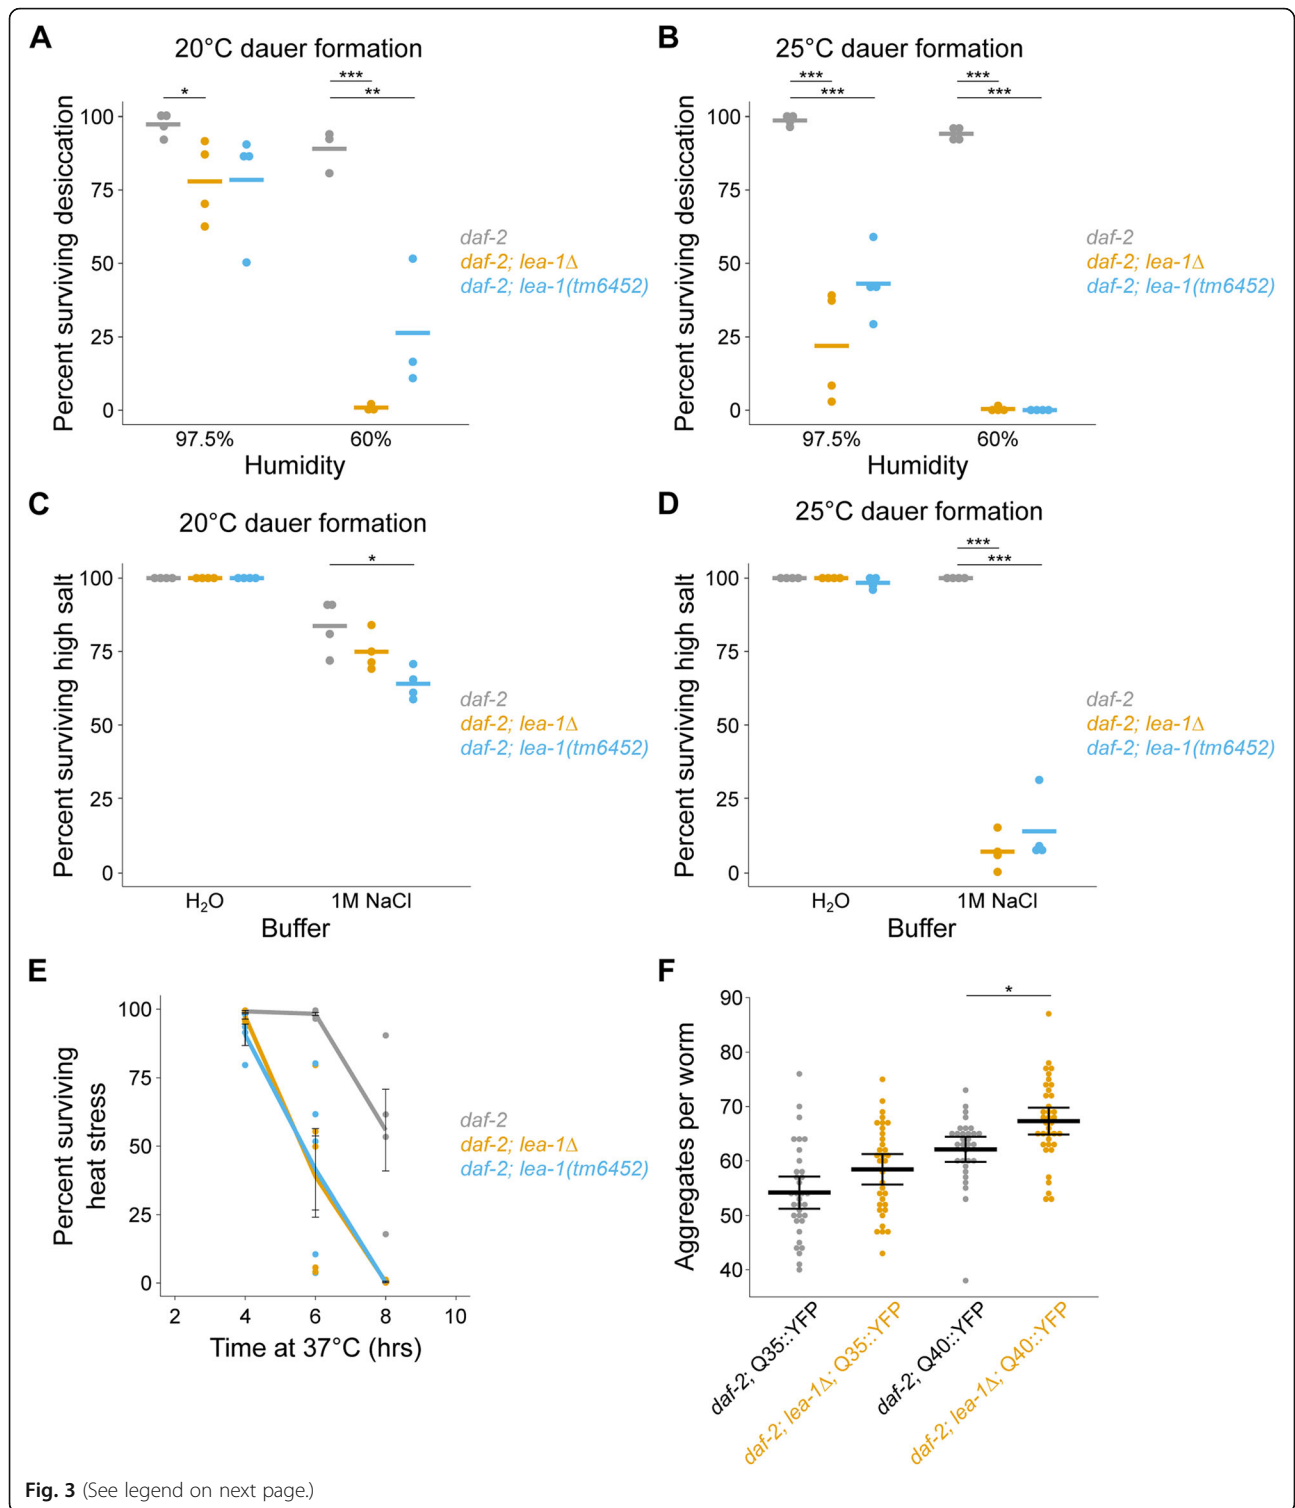 A
20°C dauer formation
*
***
**
Percent surviving desiccation
100
75
50
25
0
97.5%
60%
Humidity
daf-2
daf-2; lea-1Δ
daf-2; lea-1(tm6452)
B
25°C dauer formation
***
***
***
***
Percent surviving desiccation
100
75
50
25
0
97.5%
60%
Humidity
daf-2
daf-2; lea-1Δ
daf-2; lea-1(tm6452)
C
20°C dauer formation
*
Percent surviving high salt
100
75
50
25
0
H₂O
1M NaCl
Buffer
daf-2
daf-2; lea-1Δ
daf-2; lea-1(tm6452)
D
25°C dauer formation
***
***
Percent surviving high salt
100
75
50
25
0
H₂O
1M NaCl
Buffer
daf-2
daf-2; lea-1Δ
daf-2; lea-1(tm6452)
E
Percent surviving
heat stress
100
75
50
25
0
2
4
6
8
10
Time at 37°C (hrs)
daf-2
daf-2; lea-1Δ
daf-2; lea-1(tm6452)
F
*
Aggregates per worm
90
80
70
60
50
40
daf-2; Q35::YFP
daf-2; lea-1Δ; Q35::YFP
daf-2; Q40::YFP
daf-2; lea-1Δ; Q40::YFP
Fig. 3 (See legend on next page.)